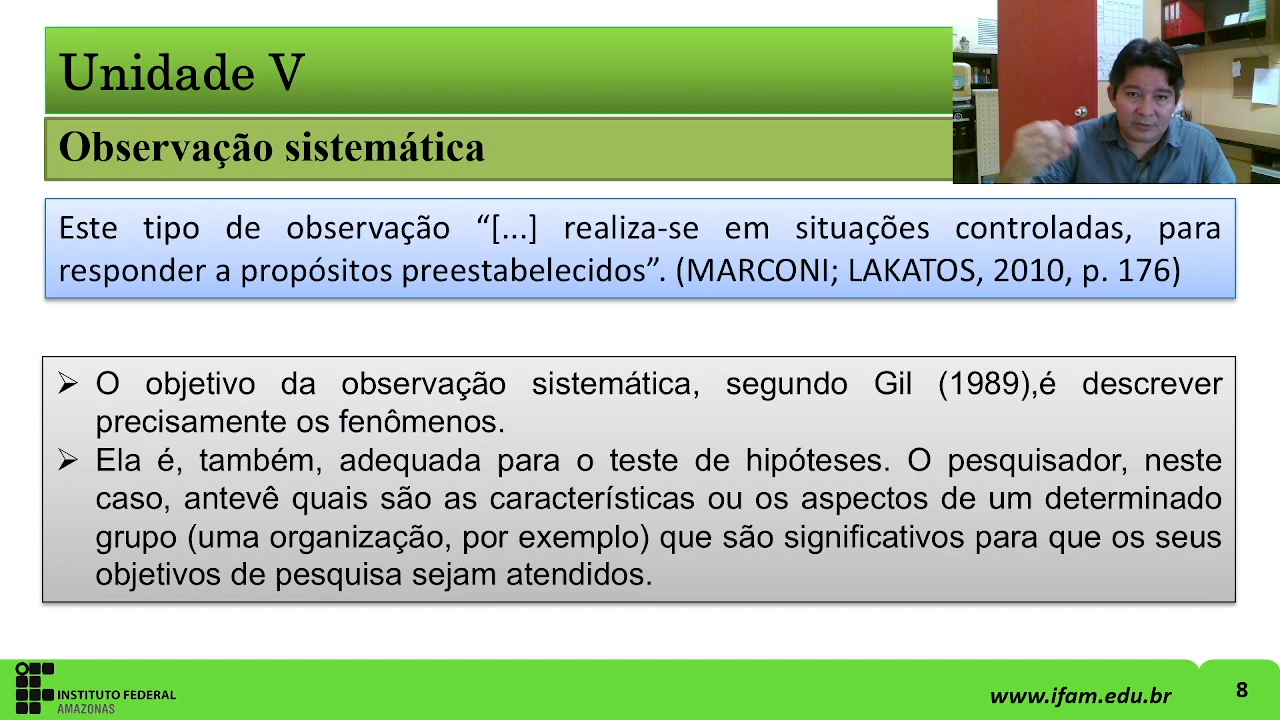 Unidade V
Observação sistemática
Este tipo de observação “[...] realiza-se em situações controladas, para
responder a propósitos preestabelecidos”. (MARCONI; LAKATOS, 2010, p. 176)
➢ O objetivo da observação sistemática, segundo Gil (1989),é descrever
precisamente os fenômenos.
➢ Ela é, também, adequada para o teste de hipóteses. O pesquisador, neste
caso, antevê quais são as características ou os aspectos de um determinado
grupo (uma organização, por exemplo) que são significativos para que os seus
objetivos de pesquisa sejam atendidos.
INSTITUTO FEDERAL
AMAZONAS
www.ifam.edu.br
8